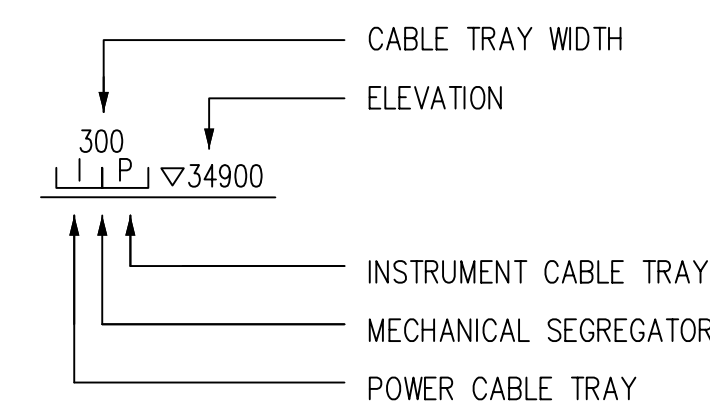 CABLE TRAY WIDTH
ELEVATION
300
I P ▽34900
INSTRUMENT CABLE TRAY
MECHANICAL SEGREGATOR
POWER CABLE TRAY